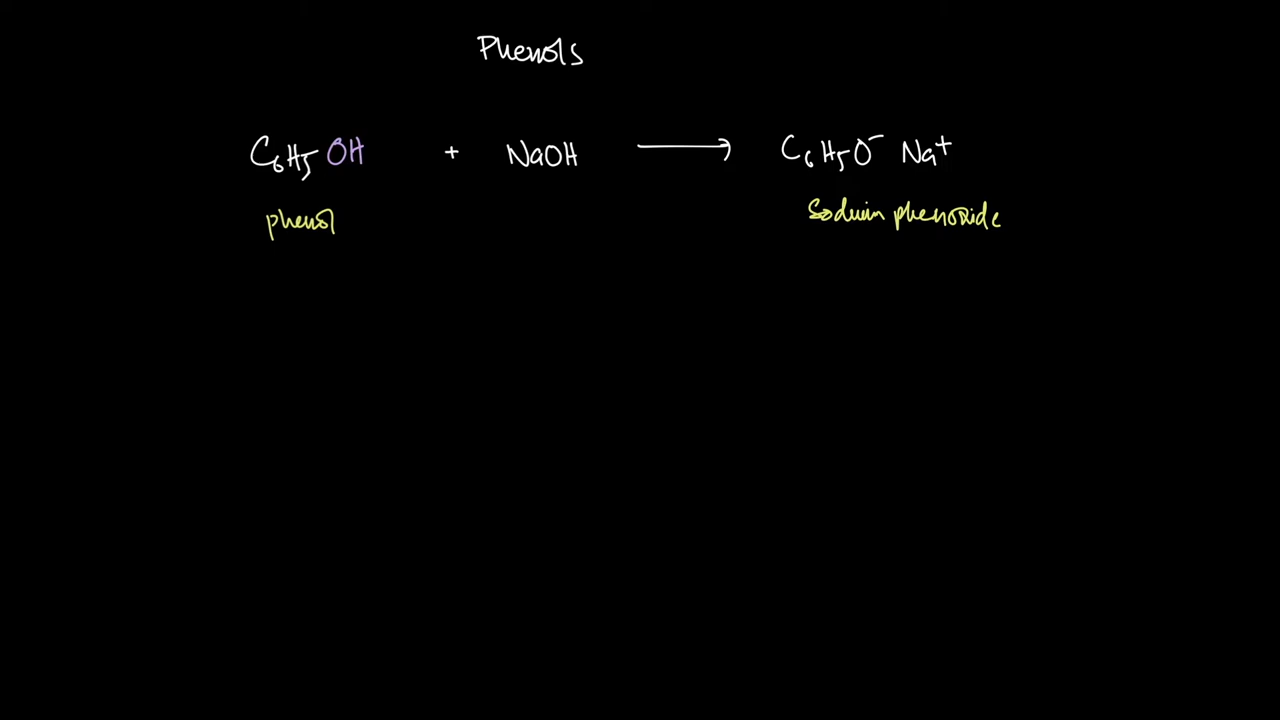 Phenols
C₆H₅OH + NaOH → C₆H₅O⁻ Na⁺
phenol Sodium phenoxide